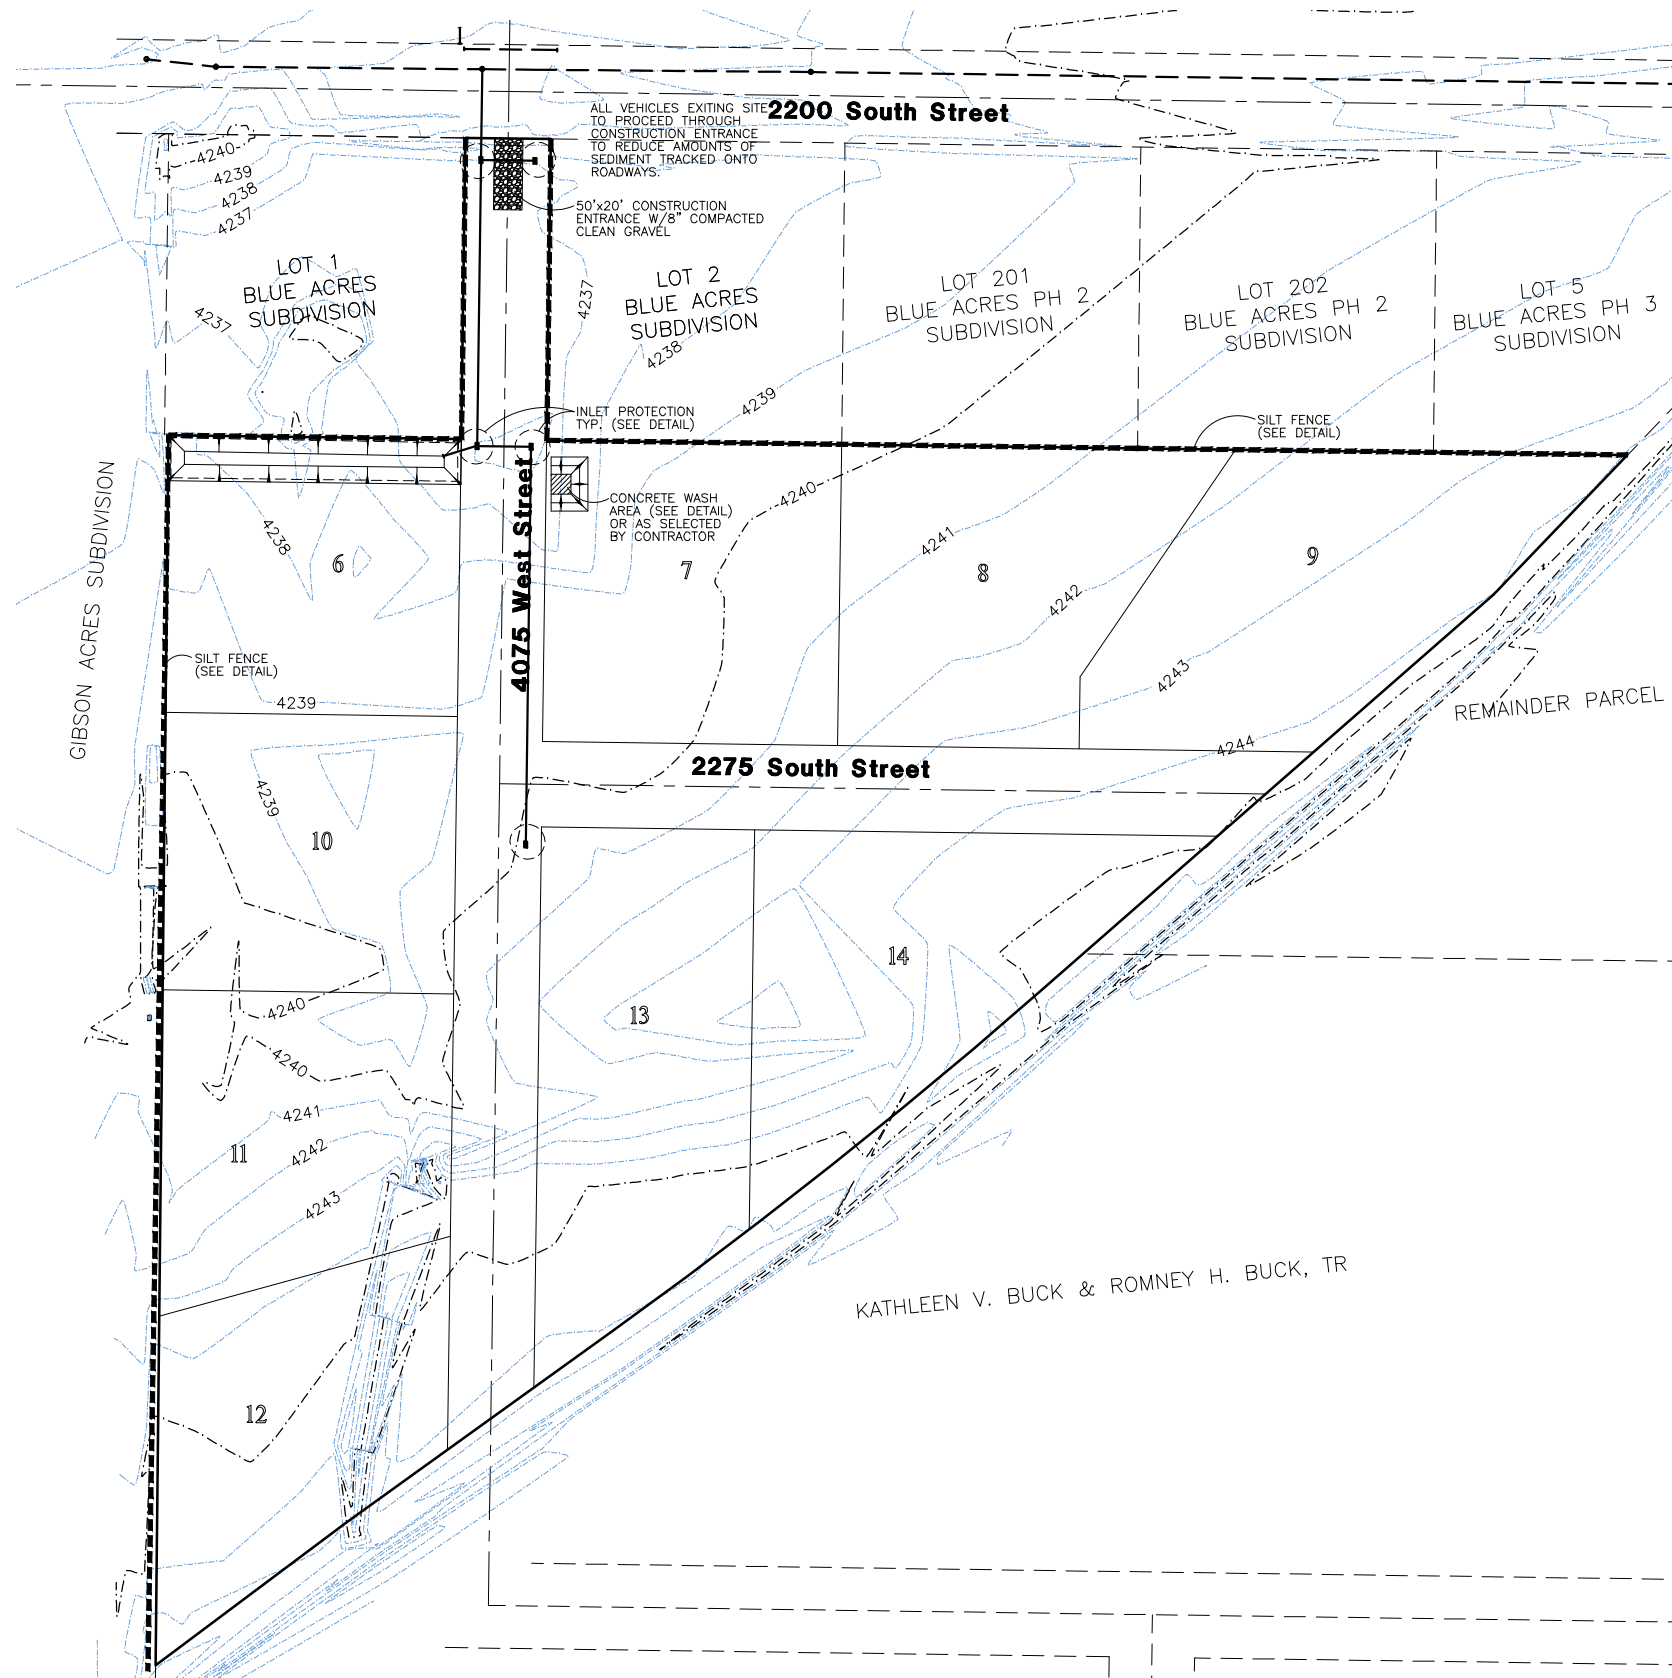 2200 South Street
ALL VEHICLES EXITING SITE
TO PROCEED THROUGH
CONSTRUCTION ENTRANCE
TO REDUCE AMOUNTS OF
SEDIMENT TRACKED ONTO
ROADWAYS.
4240
4239
4238
4237
50'x20' CONSTRUCTION
ENTRANCE W/8" COMPACTED
CLEAN GRAVEL
LOT 1
BLUE ACRES
SUBDIVISION
4237
4237
LOT 2
BLUE ACRES
SUBDIVISION
4238
LOT 201
BLUE ACRES PH 2
SUBDIVISION
LOT 202
BLUE ACRES PH 2
SUBDIVISION
LOT 5
BLUE ACRES PH 3
SUBDIVISION
4239
INLET PROTECTION
TYP. (SEE DETAIL)
SILT FENCE
(SEE DETAIL)
GIBSON ACRES SUBDIVISION
4075 West Street
CONCRETE WASH
AREA (SEE DETAIL)
OR AS SELECTED
BY CONTRACTOR
4240
4238
4241
6
7
8
9
4242
SILT FENCE
(SEE DETAIL)
4243
4239
REMAINDER PARCEL
4244
2275 South Street
4239
10
14
4240
13
4240
4241
11
4242
4243
KATHLEEN V. BUCK & ROMNEY H. BUCK, TR
12